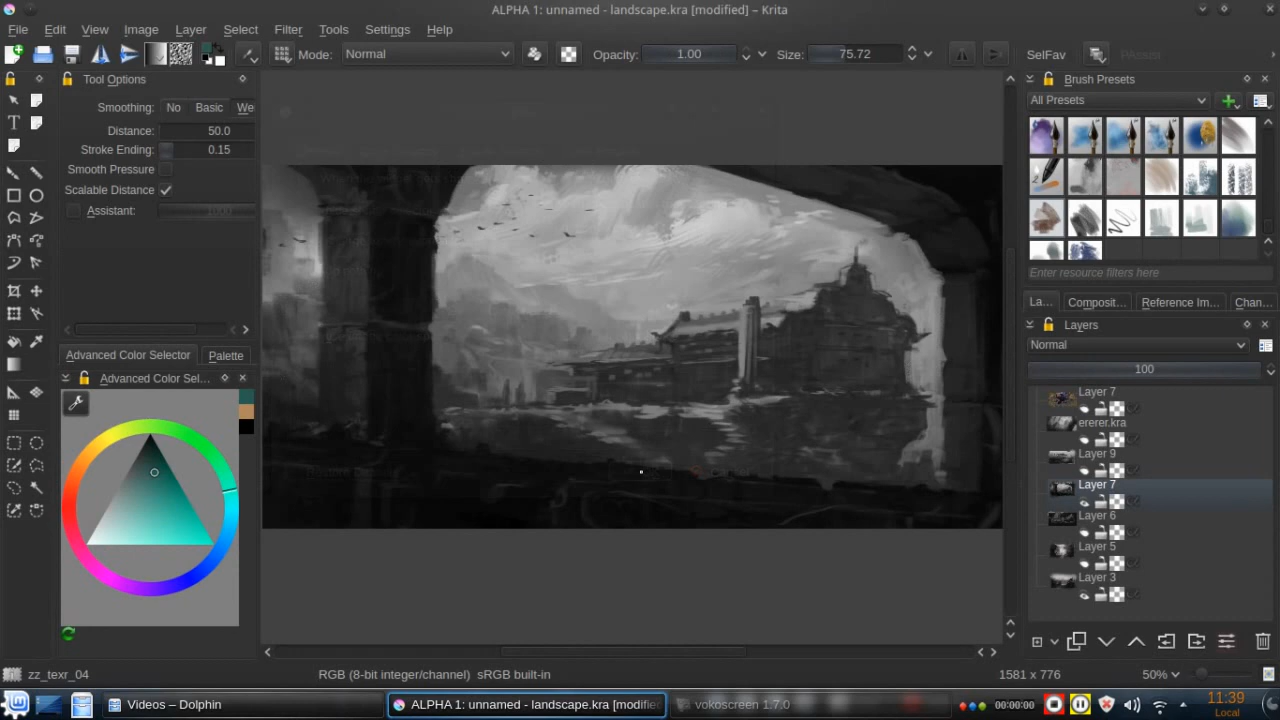 ALPHA 1: unnamed - landscape.kra [modified] – Krita
File Edit View Image Layer Select Filter Tools Settings Help
Mode: Normal Opacity: 1.00 Size: 75.72 SelFav PAssist
Tool Options
Smoothing: No Basic We
Distance: 50.0
Stroke Ending: 0.15
Smooth Pressure
Scalable Distance
Assistant: 1000
Advanced Color Selector Palette
Advanced Color Sel...
Brush Presets
All Presets
Enter resource filters here
La... Composit... Reference Im... Chan...
Layers
Normal
100
Layer 7
ererer.kra
Layer 9
Layer 7
Layer 6
Layer 5
Layer 3
zz_texr_04 RGB (8-bit integer/channel) sRGB built-in 1581 x 776 50%
Videos – Dolphin ALPHA 1: unnamed - landscape.kra [modifie vokoscreen 1.7.0 00:00:00 11:39
Local